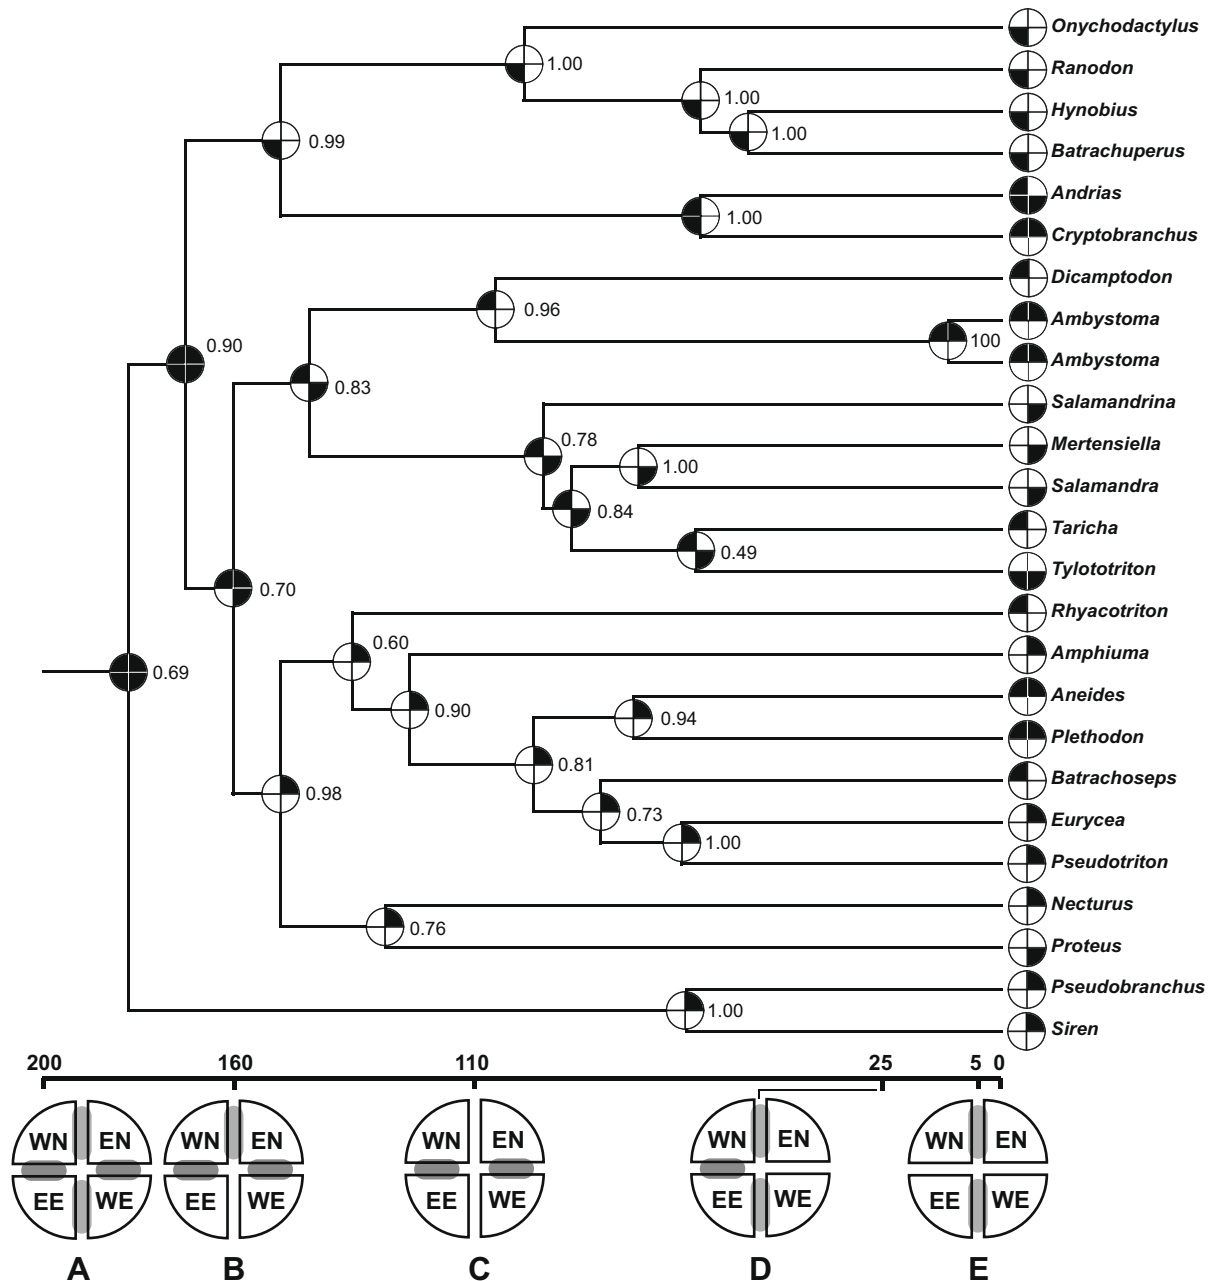 Onychodactylus
1.00
Ranodon
1.00
Hynobius
1.00
0.99
Batrachuperus
Andrias
1.00
Cryptobranchus
Dicamptodon
0.96
Ambystoma
100
0.90
Ambystoma
0.83
Salamandrina
0.78
Mertensiella
1.00
Salamandra
0.84
Taricha
0.49
Tylototriton
0.70
Rhyacotriton
0.60
Amphiuma
0.69
Aneides
0.90
0.94
Plethodon
0.81
Batrachoseps
0.98
0.73
Eurycea
1.00
Pseudotriton
Necturus
0.76
Proteus
Pseudobranchus
1.00
Siren
200 160 110 25 5 0
WN EN WN EN WN EN WN EN WN EN
EE WE EE WE EE WE EE WE EE WE
A B C D E